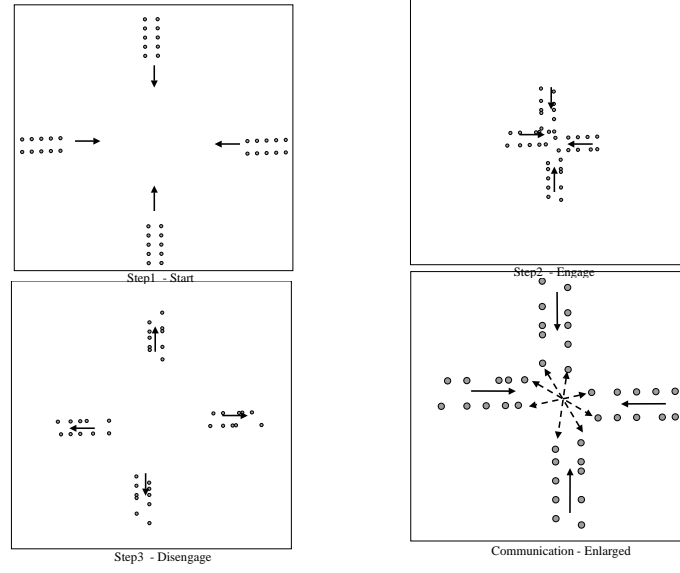 Step1 - Start
Step2 - Engage
Step3 - Disengage
Communication - Enlarged